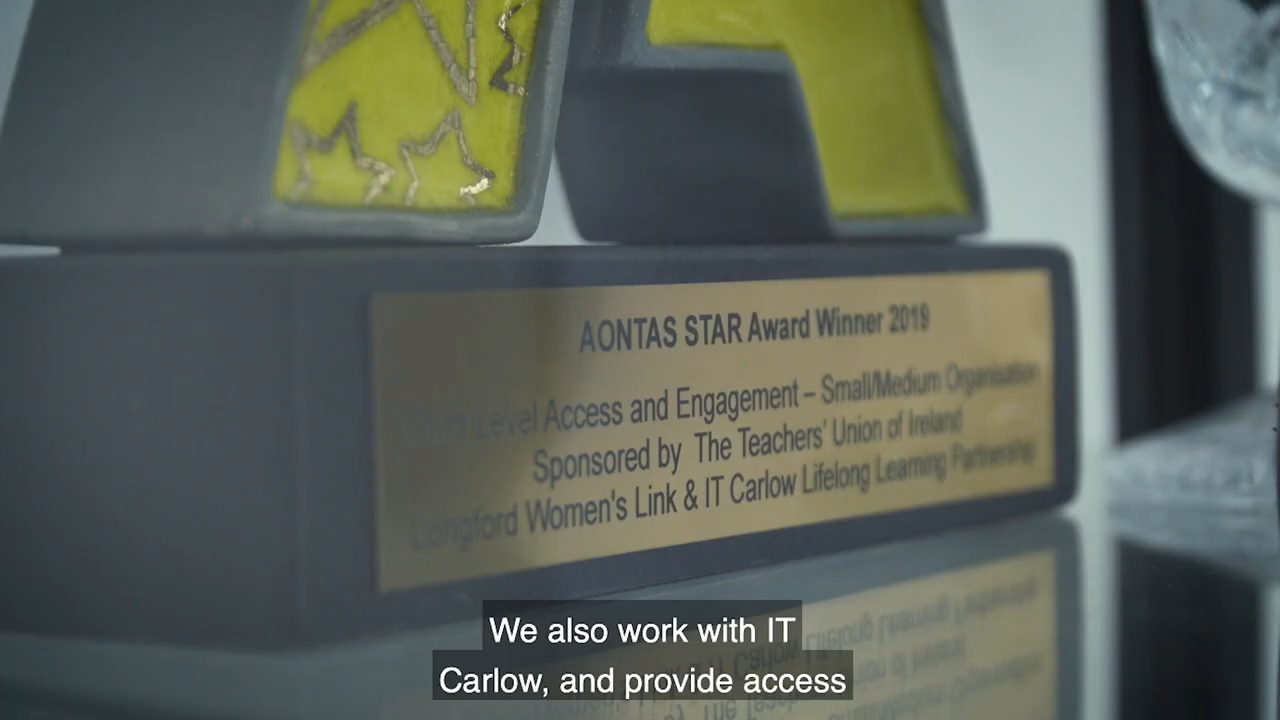 AONTAS STAR Award Winner 2019
Third Level Access and Engagement – Small/Medium Organisation
Sponsored by The Teachers' Union of Ireland
Longford Women's Link & IT Carlow Lifelong Learning Partnership
We also work with IT
Carlow, and provide access